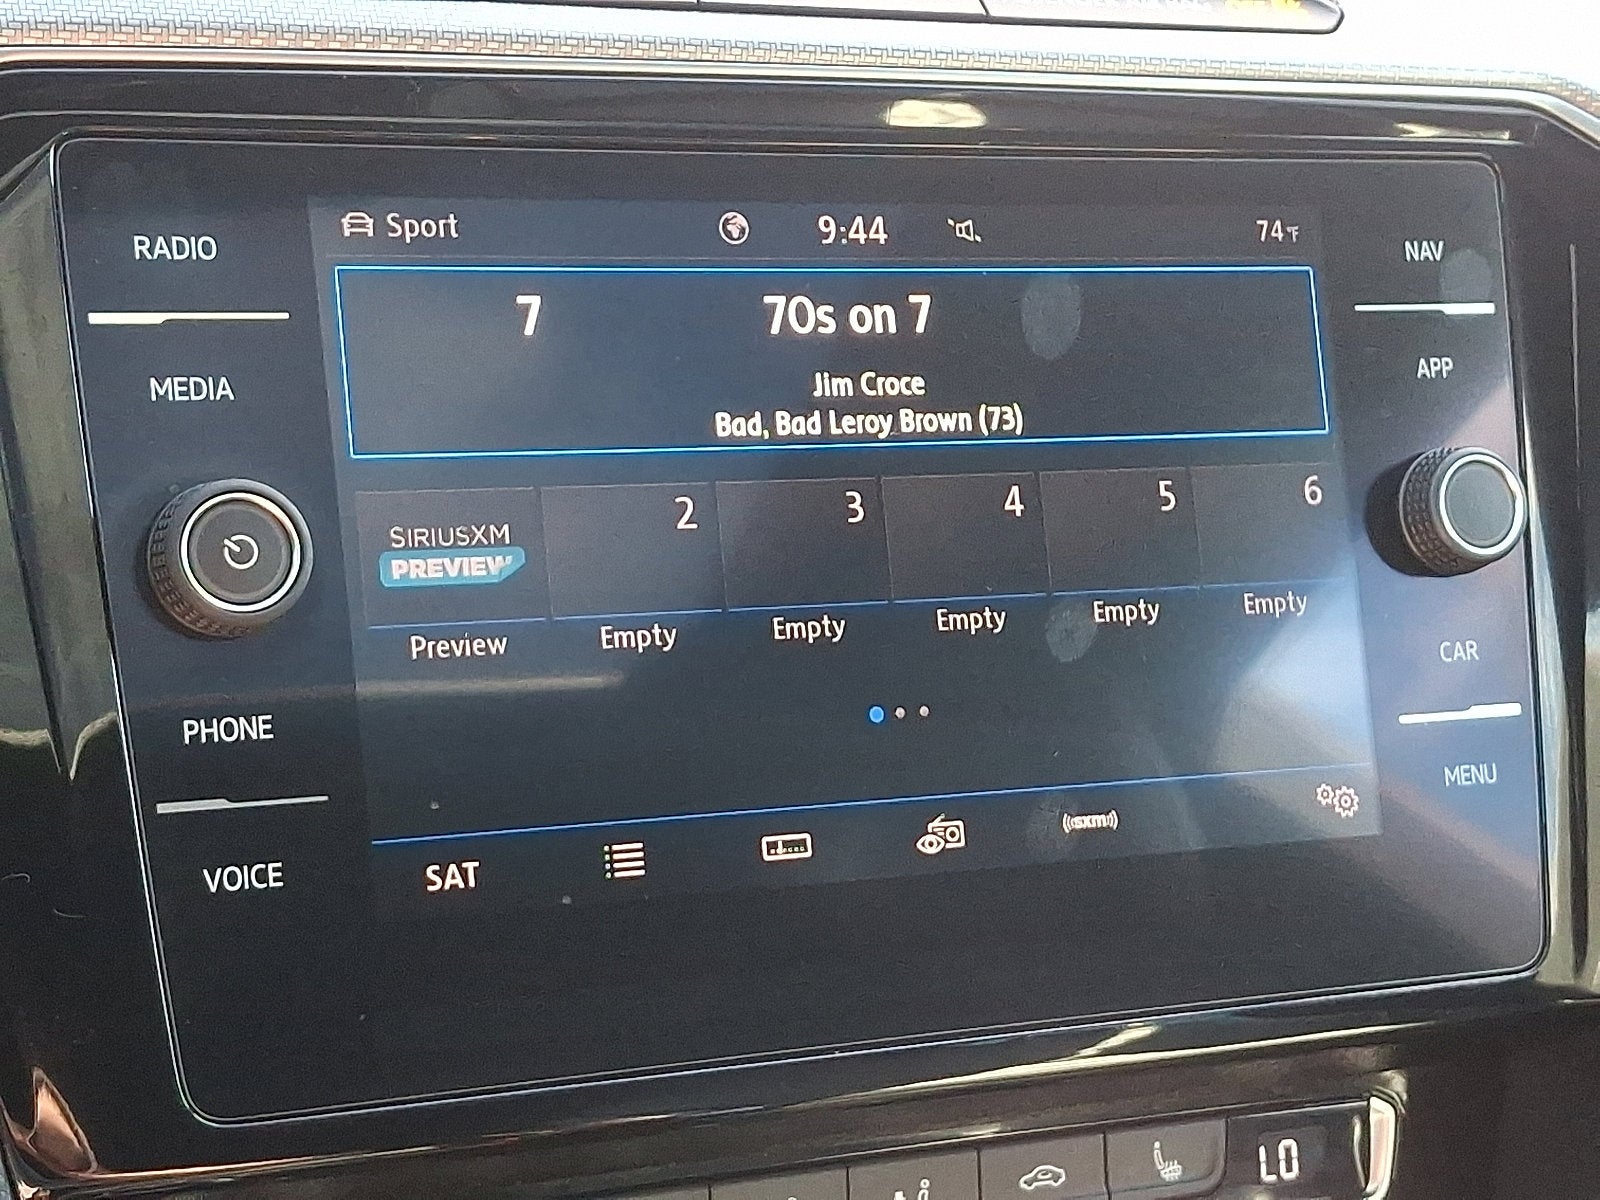 Sport 9:44 74°F
RADIO
NAV
7 70s on 7
MEDIA
APP
Jim Croce
Bad, Bad Leroy Brown (73)
2 3 4 5 6
SIRIUSXM
PREVIEW
Preview Empty Empty Empty Empty Empty
CAR
PHONE
MENU
VOICE
SAT
((sxm))
LO